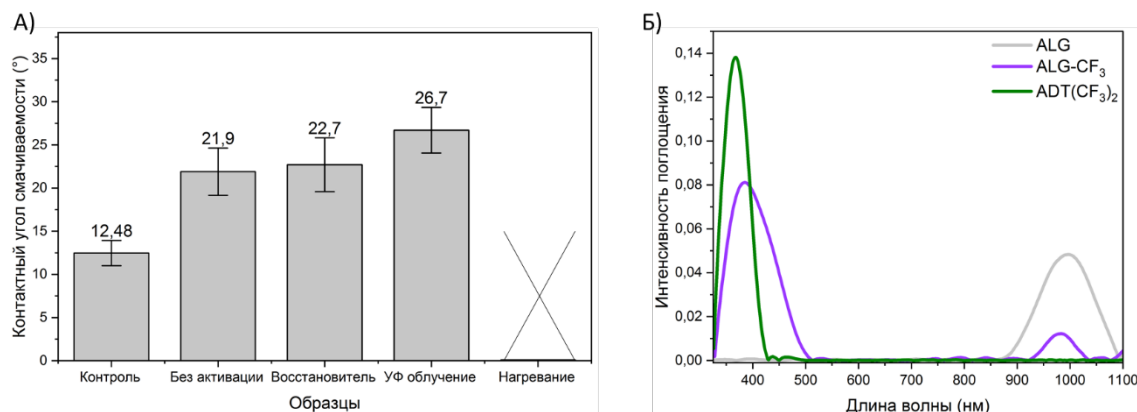 А)
Контактный угол смачиваемости (°)
40
35
30
25
20
15
10
5
0
12,48
21,9
22,7
26,7
Контроль
Без активации
Восстановитель
УФ облучение
Нагревание
Образцы
Б)
Интенсивность поглощения
0,14
0,12
0,10
0,08
0,06
0,04
0,02
0,00
ALG
ALG-CF₃
ADT(CF₃)₂
400
500
600
700
800
900
1000
1100
Длина волны (нм)